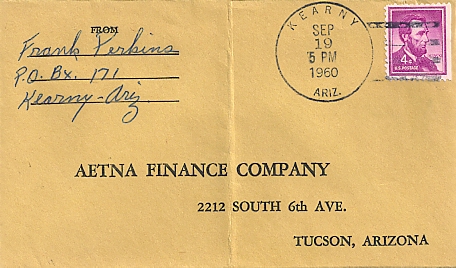 FROM
Frank Perkins
P.O. Bx. 171
Kearny-Ariz.
KEARNY
SEP
19
5 PM
1960
ARIZ.
4¢
U.S. POSTAGE
AETNA FINANCE COMPANY
2212 SOUTH 6th AVE.
TUCSON, ARIZONA